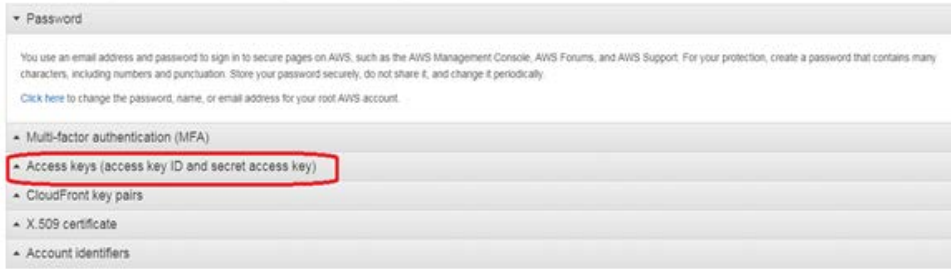 Password
You use an email address and password to sign in to secure pages on AWS, such as the AWS Management Console, AWS Forums, and AWS Support. For your protection, create a password that contains many
characters, including numbers and punctuation. Store your password securely, do not share it, and change it periodically.
Click here to change the password, name, or email address for your root AWS account.
Multi-factor authentication (MFA)
Access keys (access key ID and secret access key)
CloudFront key pairs
X.509 certificate
Account identifiers